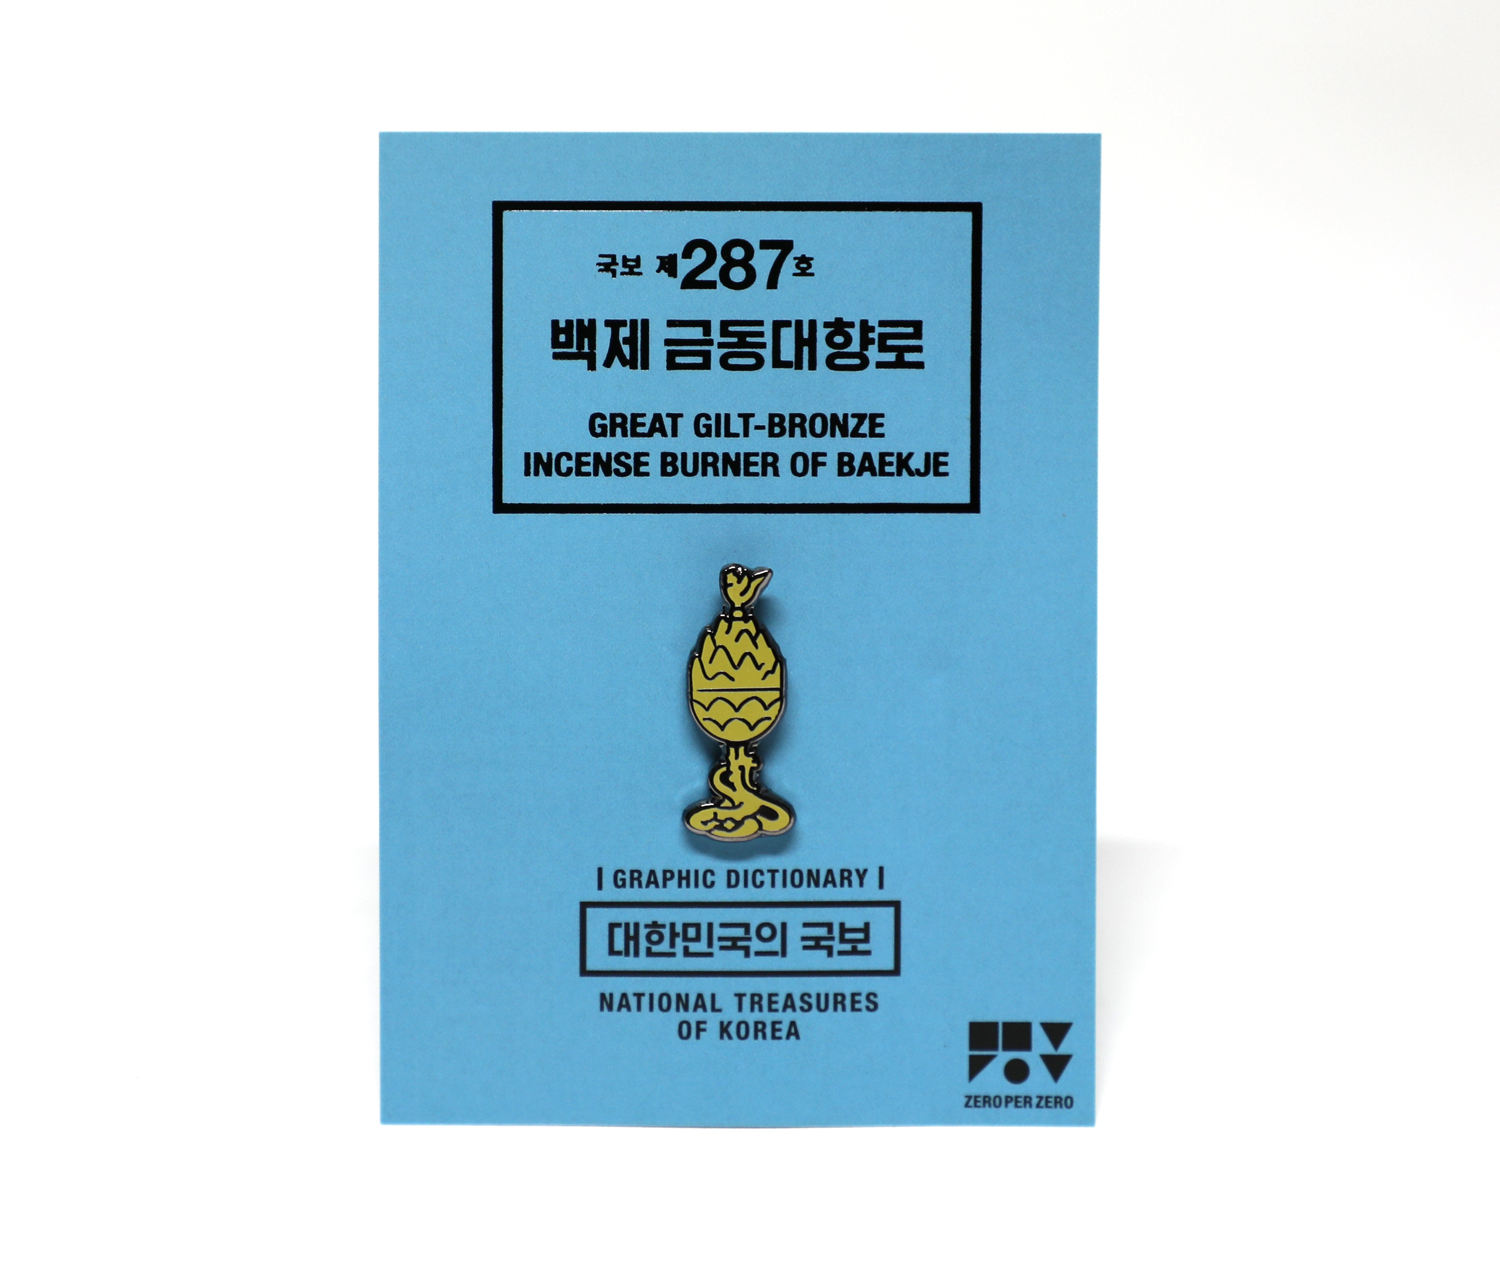 국보 제287호
백제 금동대향로
GREAT GILT-BRONZE
INCENSE BURNER OF BAEKJE
| GRAPHIC DICTIONARY |
대한민국의 국보
NATIONAL TREASURES
OF KOREA
ZERO PER ZERO